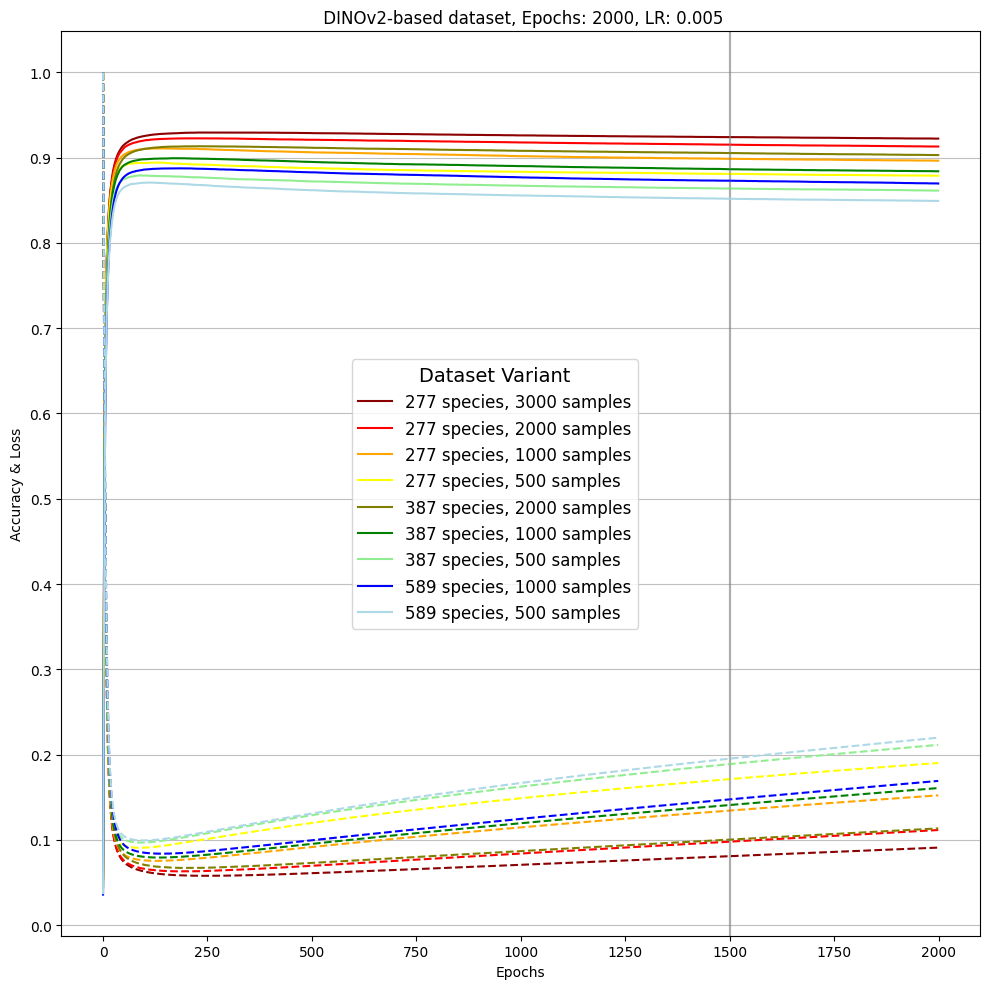 DINOv2-based dataset, Epochs: 2000, LR: 0.005
Accuracy & Loss
1.0
0.9
0.8
0.7
0.6
0.5
0.4
0.3
0.2
0.1
0.0
Dataset Variant
277 species, 3000 samples
277 species, 2000 samples
277 species, 1000 samples
277 species, 500 samples
387 species, 2000 samples
387 species, 1000 samples
387 species, 500 samples
589 species, 1000 samples
589 species, 500 samples
0 250 500 750 1000 1250 1500 1750 2000
Epochs